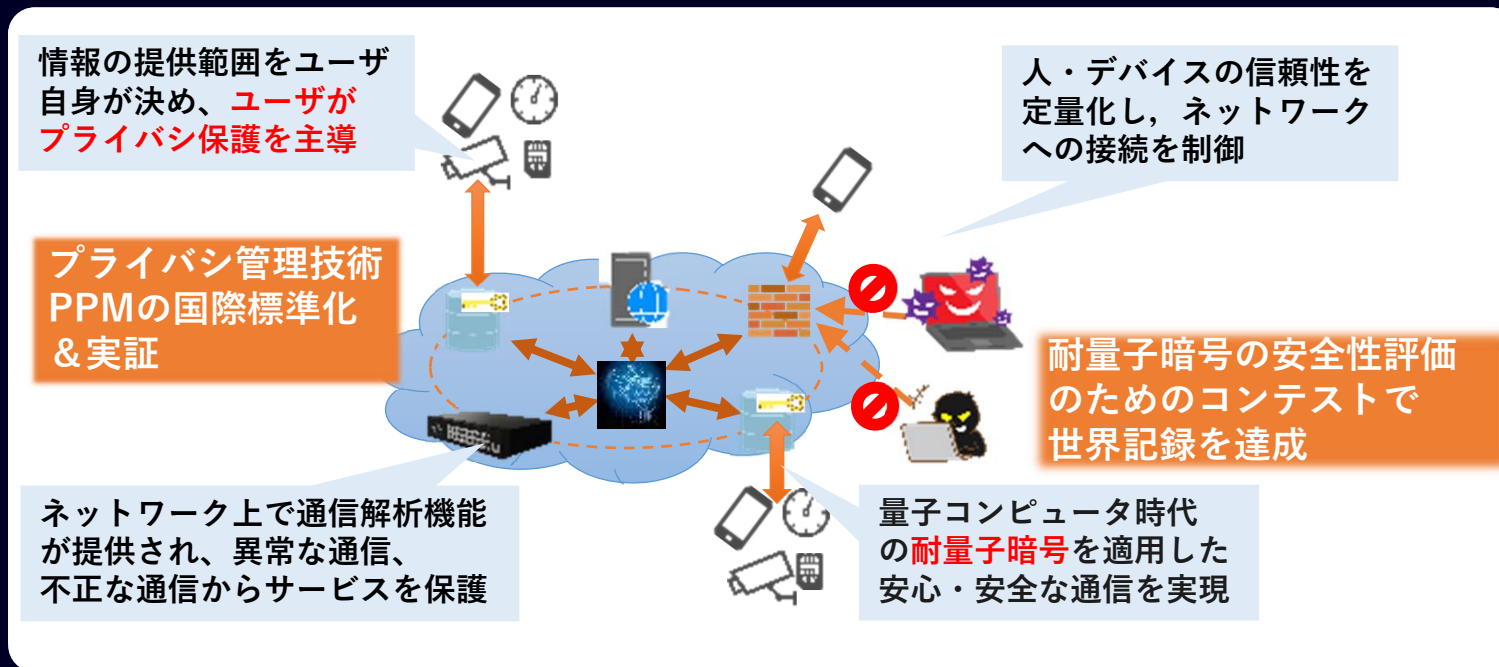 情報の提供範囲をユーザ
自身が決め、ユーザが
プライバシ保護を主導
人・デバイスの信頼性を
定量化し，ネットワーク
への接続を制御
プライバシ管理技術
PPMの国際標準化
＆実証
耐量子暗号の安全性評価
のためのコンテストで
世界記録を達成
ネットワーク上で通信解析機能
が提供され、異常な通信、
不正な通信からサービスを保護
量子コンピュータ時代
の耐量子暗号を適用した
安心・安全な通信を実現